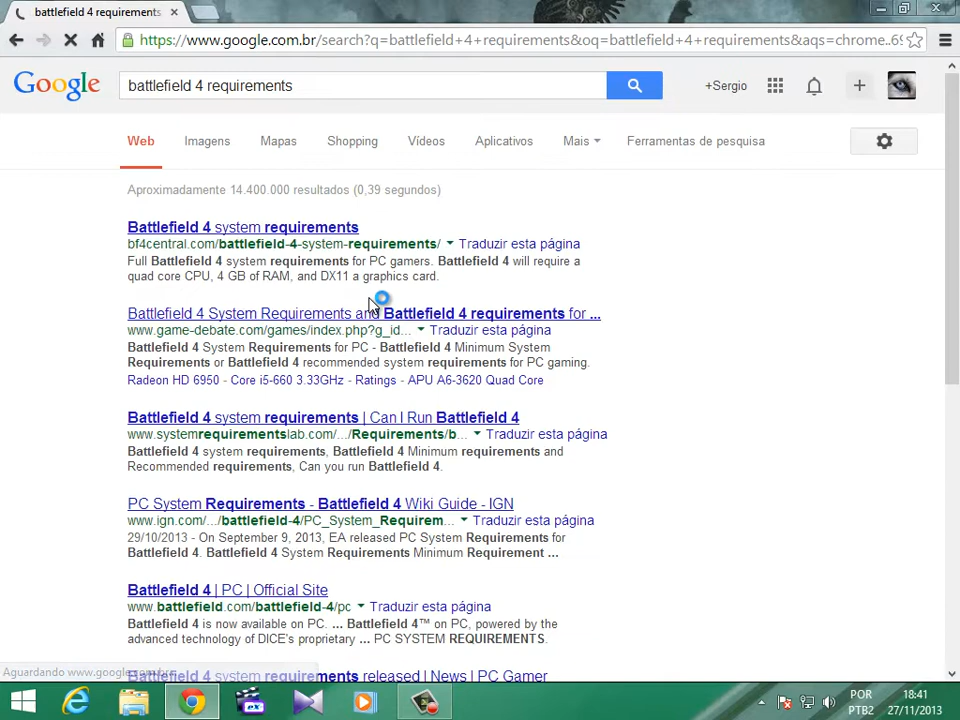 battlefield 4 requirements
https://www.google.com.br/search?q=battlefield+4+requirements&oq=battlefield+4+requirements&aqs=chrome..69
Google
battlefield 4 requirements
+Sergio
Web
Imagens
Mapas
Shopping
Vídeos
Aplicativos
Mais
Ferramentas de pesquisa
Aproximadamente 14.400.000 resultados (0,39 segundos)
Battlefield 4 system requirements
bf4central.com/battlefield-4-system-requirements/ Traduzir esta página
Full Battlefield 4 system requirements for PC gamers. Battlefield 4 will require a
quad core CPU, 4 GB of RAM, and DX11 a graphics card.
Battlefield 4 System Requirements and Battlefield 4 requirements for ...
www.game-debate.com/games/index.php?g_id... Traduzir esta página
Battlefield 4 System Requirements for PC - Battlefield 4 Minimum System
Requirements or Battlefield 4 recommended system requirements for PC gaming.
Radeon HD 6950 - Core i5-660 3.33GHz - Ratings - APU A6-3620 Quad Core
Battlefield 4 system requirements | Can I Run Battlefield 4
www.systemrequirementslab.com/.../Requirements/b... Traduzir esta página
Battlefield 4 system requirements, Battlefield 4 Minimum requirements and
Recommended requirements, Can you run Battlefield 4.
PC System Requirements - Battlefield 4 Wiki Guide - IGN
www.ign.com/.../battlefield-4/PC_System_Requirem... Traduzir esta página
29/10/2013 - On September 9, 2013, EA released PC System Requirements for
Battlefield 4. Battlefield 4 System Requirements Minimum Requirement ...
Battlefield 4 | PC | Official Site
www.battlefield.com/battlefield-4/pc Traduzir esta página
Battlefield 4 is now available on PC. ... Battlefield 4™ on PC, powered by the
advanced technology of DICE's proprietary ... PC SYSTEM REQUIREMENTS.
Battlefield 4 system requirements released | News | PC Gamer
Aguardando www.google.com.br...
POR
PTB2
18:41
27/11/2013